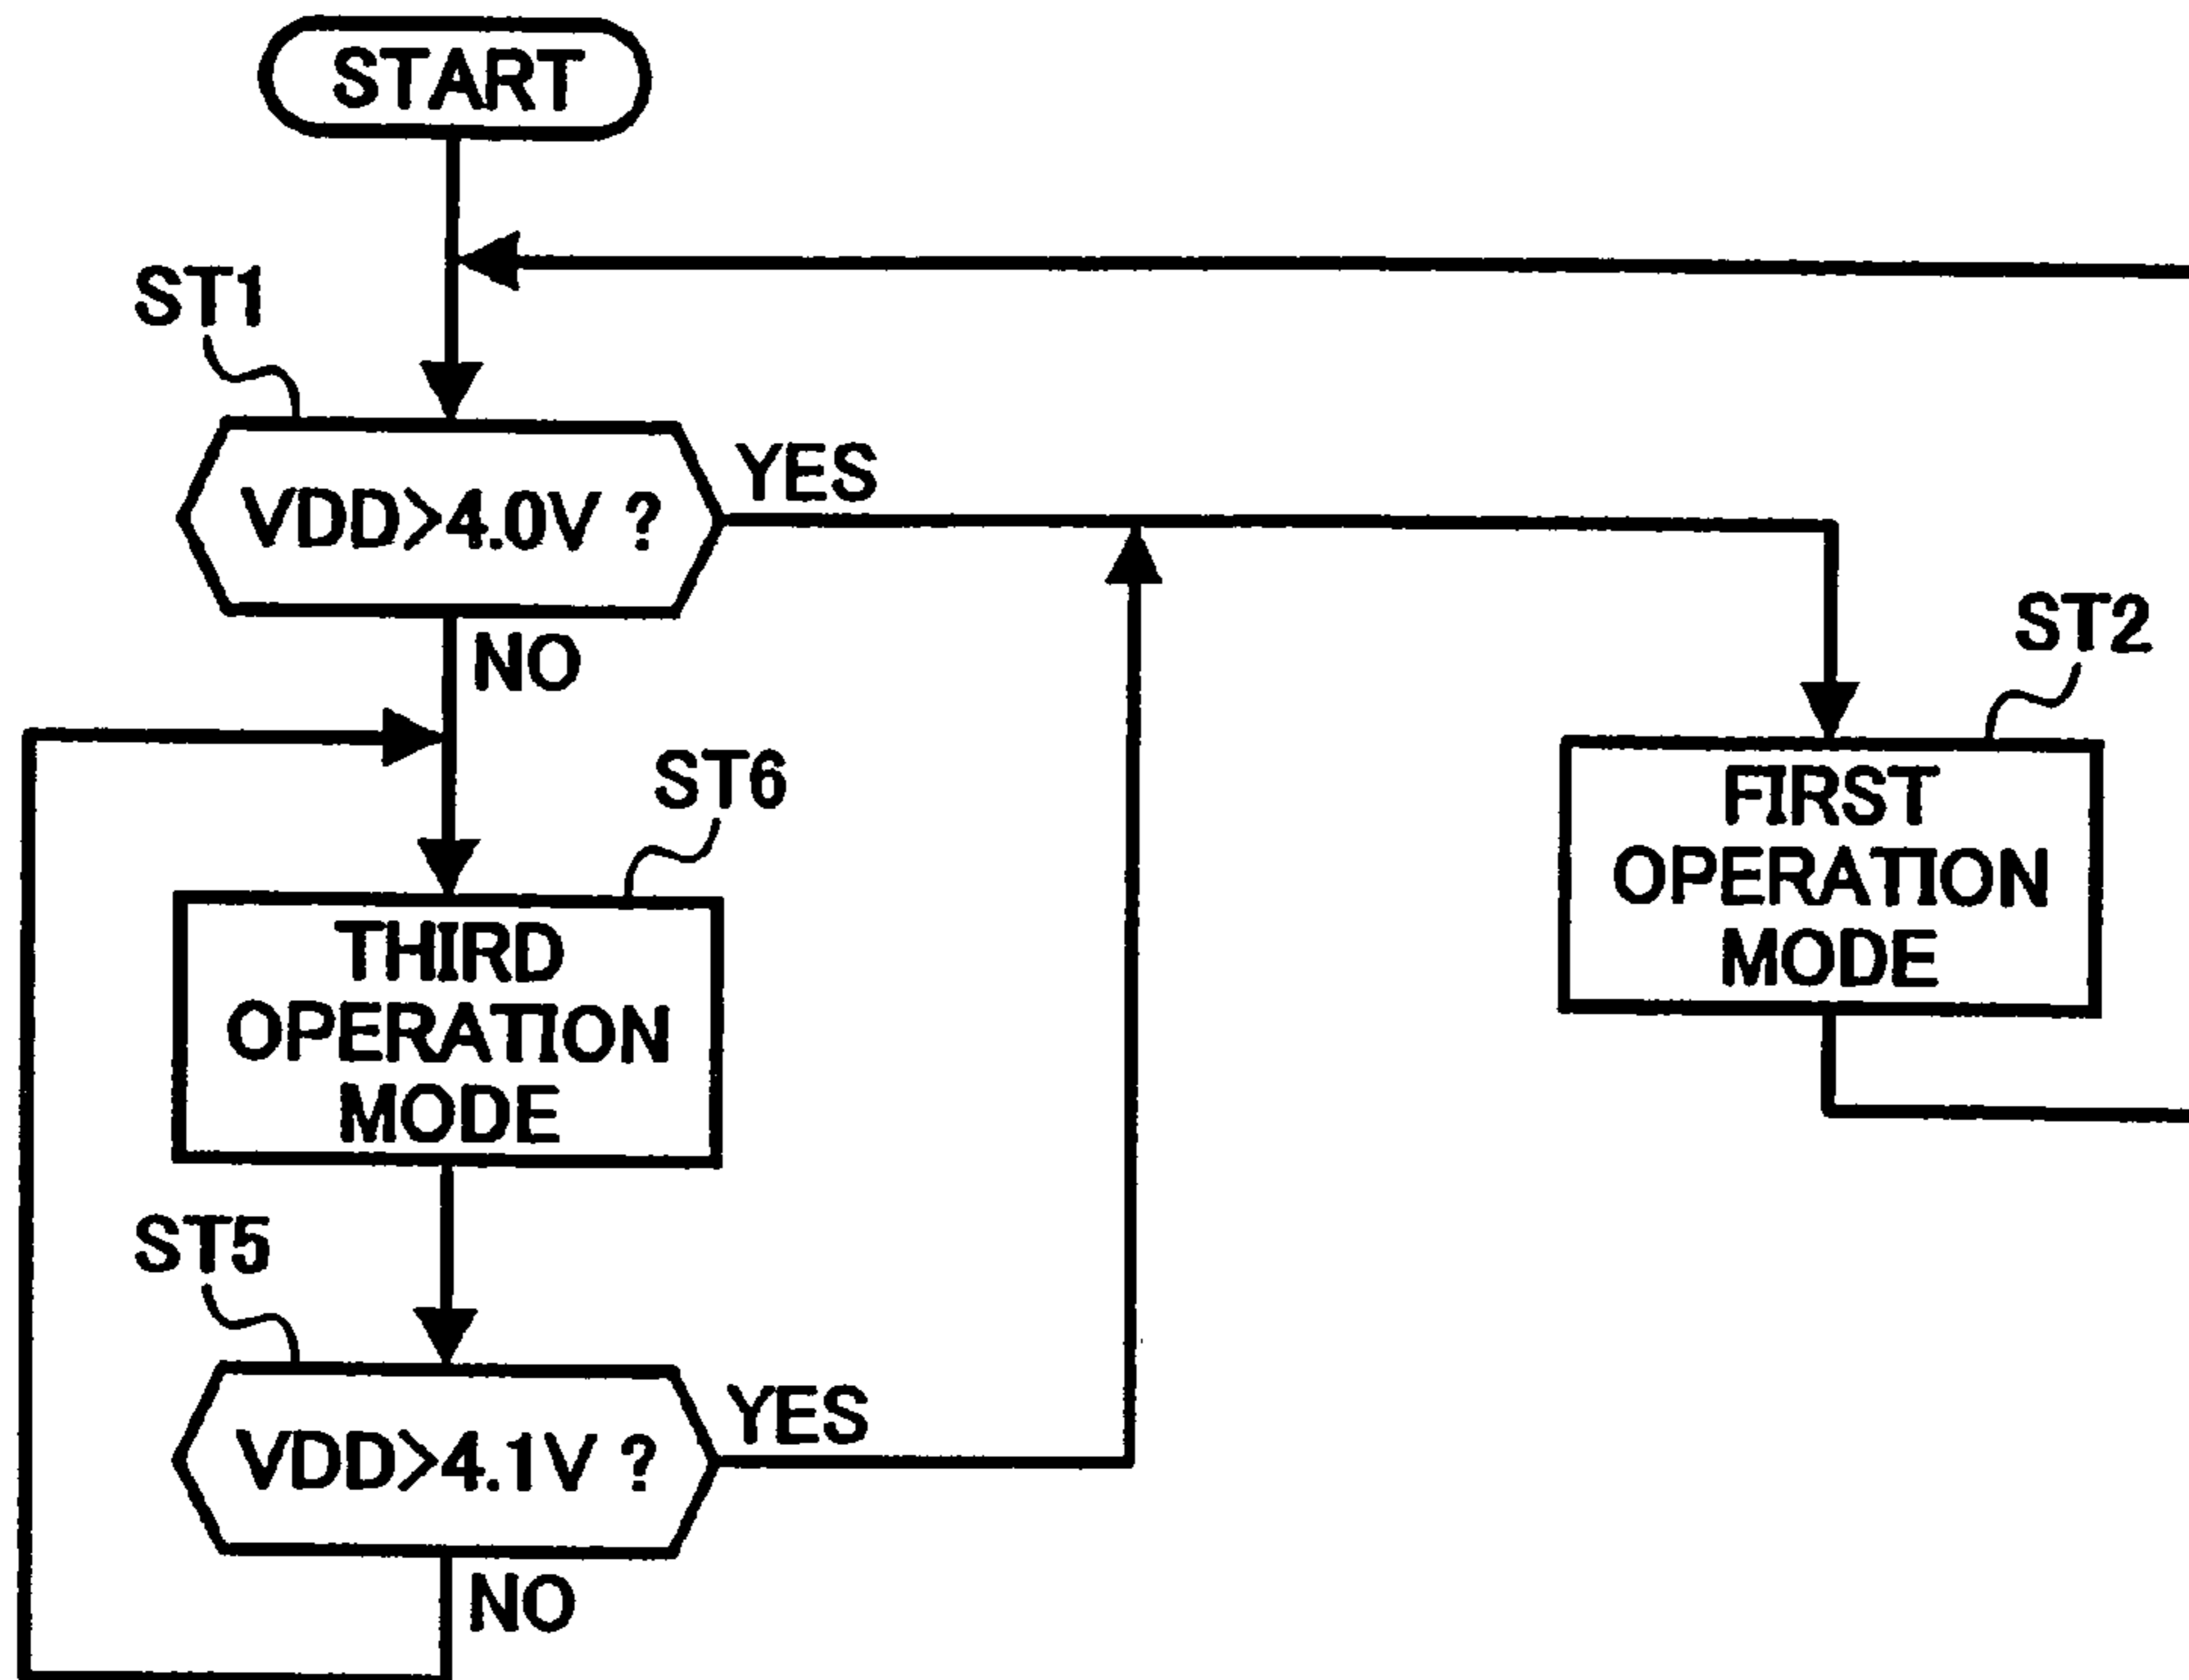 START
ST1
VDD>4.0V ?
YES
NO
ST2
FIRST
OPERATION
MODE
ST6
THIRD
OPERATION
MODE
ST5
VDD>4.1V ?
YES
NO